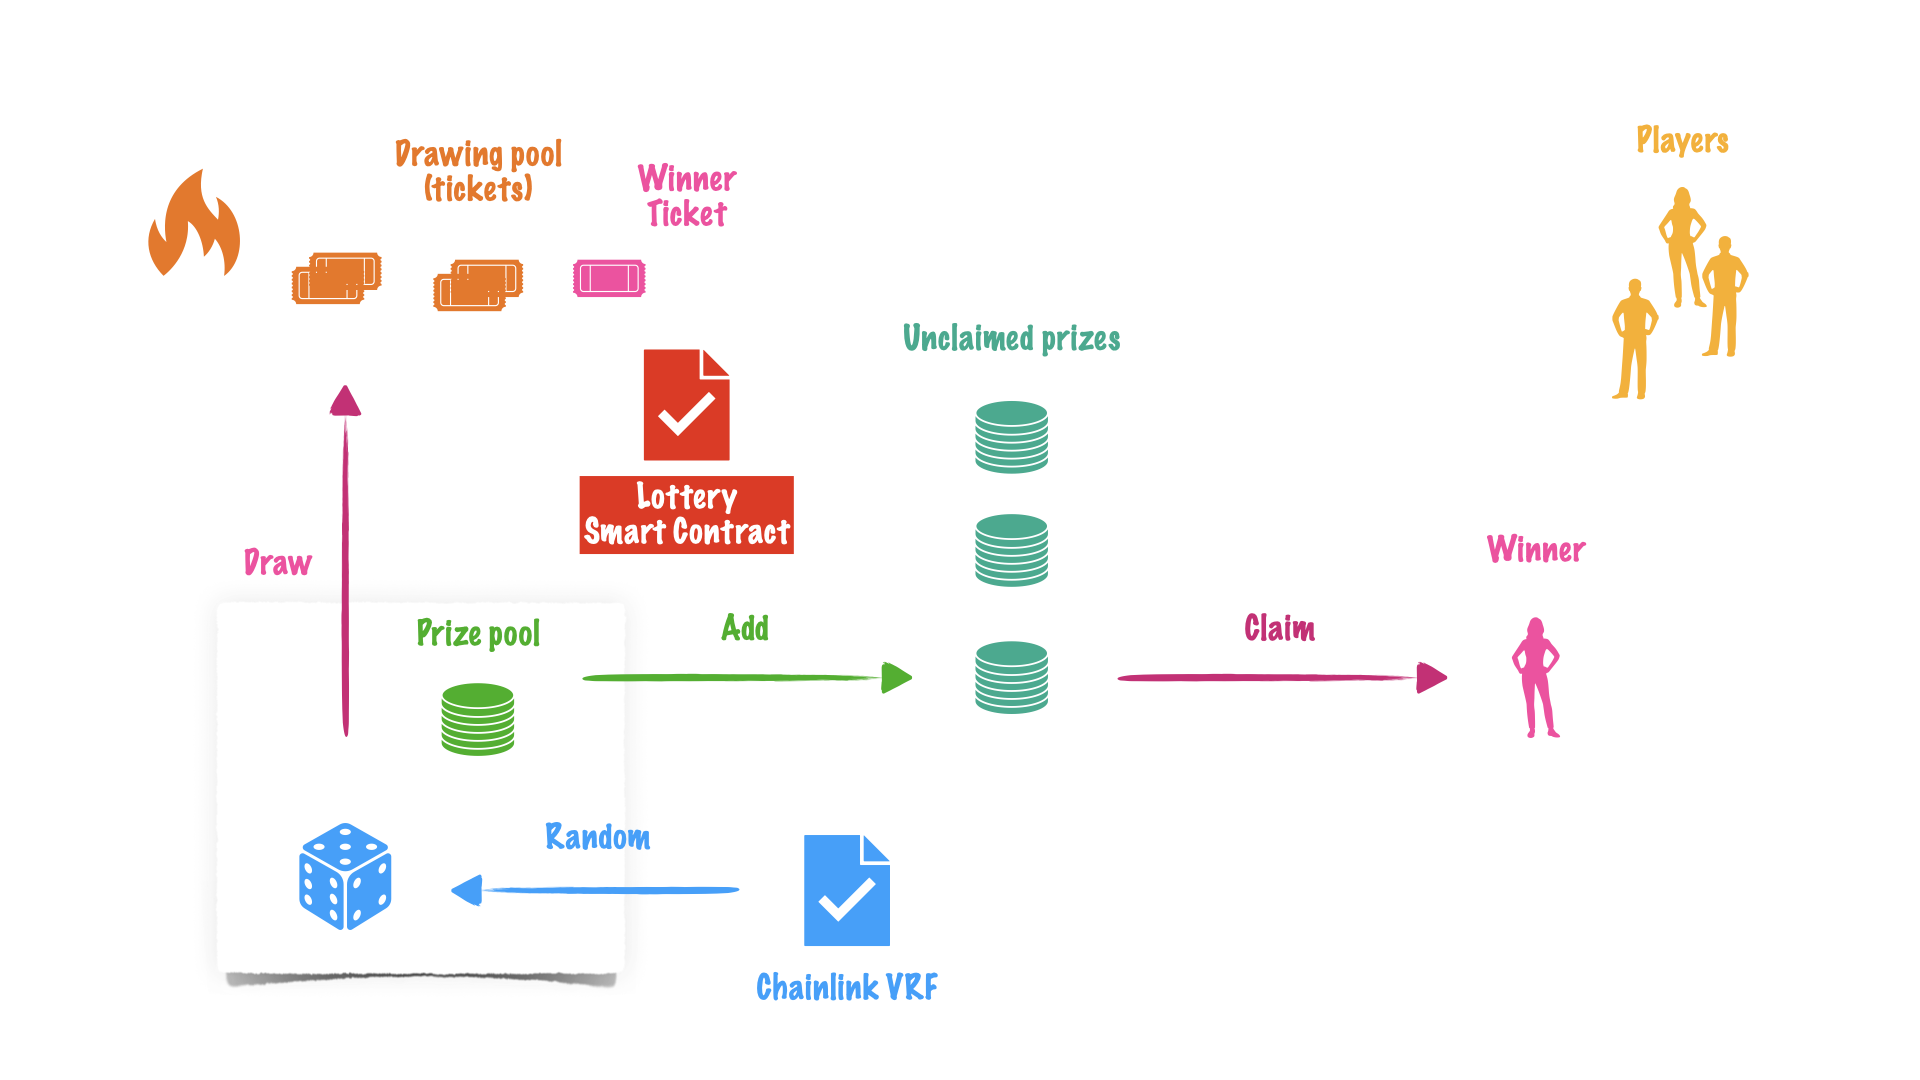 Drawing pool
(tickets)
Winner
Ticket
Players
Unclaimed prizes
Lottery
Smart Contract
Draw
Winner
Prize pool
Add
Claim
Random
Chainlink VRF